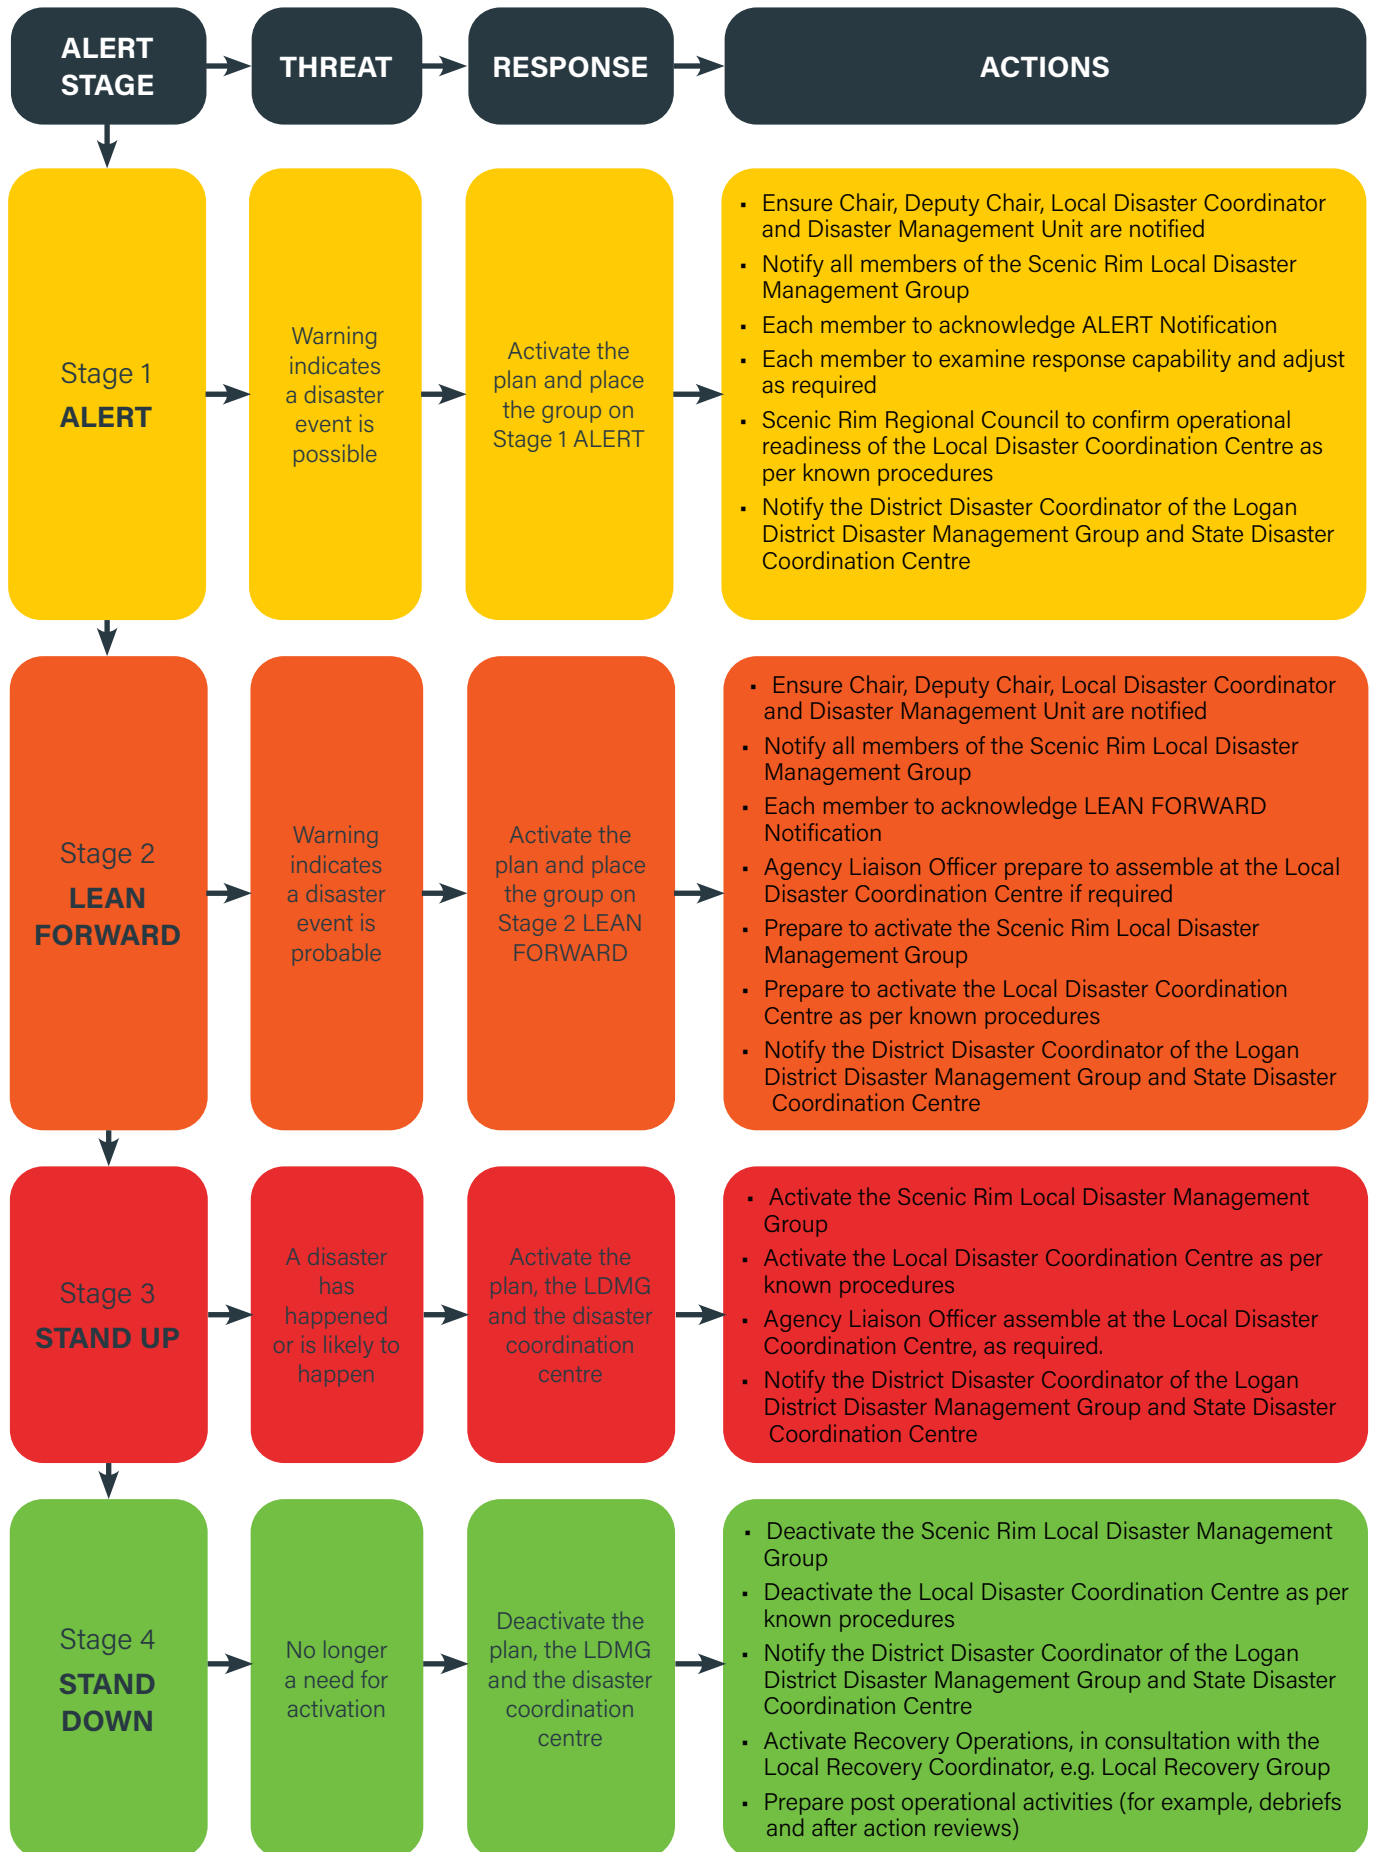 ALERT
STAGE
THREAT
RESPONSE
ACTIONS
Stage 1
ALERT
Warning
indicates
a disaster
event is
possible
Activate the
plan and place
the group on
Stage 1 ALERT
▪ Ensure Chair, Deputy Chair, Local Disaster Coordinator
and Disaster Management Unit are notified
▪ Notify all members of the Scenic Rim Local Disaster
Management Group
▪ Each member to acknowledge ALERT Notification
▪ Each member to examine response capability and adjust
as required
▪ Scenic Rim Regional Council to confirm operational
readiness of the Local Disaster Coordination Centre as
per known procedures
▪ Notify the District Disaster Coordinator of the Logan
District Disaster Management Group and State Disaster
Coordination Centre
Stage 2
LEAN
FORWARD
Warning
indicates
a disaster
event is
probable
Activate the
plan and place
the group on
Stage 2 LEAN
FORWARD
▪ Ensure Chair, Deputy Chair, Local Disaster Coordinator
and Disaster Management Unit are notified
▪ Notify all members of the Scenic Rim Local Disaster
Management Group
▪ Each member to acknowledge LEAN FORWARD
Notification
▪ Agency Liaison Officer prepare to assemble at the Local
Disaster Coordination Centre if required
▪ Prepare to activate the Scenic Rim Local Disaster
Management Group
▪ Prepare to activate the Local Disaster Coordination
Centre as per known procedures
▪ Notify the District Disaster Coordinator of the Logan
District Disaster Management Group and State Disaster
Coordination Centre
Stage 3
STAND UP
A disaster
has
happened
or is likely to
happen
Activate the
plan, the LDMG
and the disaster
coordination
centre
▪ Activate the Scenic Rim Local Disaster Management
Group
▪ Activate the Local Disaster Coordination Centre as per
known procedures
▪ Agency Liaison Officer assemble at the Local Disaster
Coordination Centre, as required.
▪ Notify the District Disaster Coordinator of the Logan
District Disaster Management Group and State Disaster
Coordination Centre
Stage 4
STAND
DOWN
No longer
a need for
activation
Deactivate the
plan, the LDMG
and the disaster
coordination
centre
▪ Deactivate the Scenic Rim Local Disaster Management
Group
▪ Deactivate the Local Disaster Coordination Centre as per
known procedures
▪ Notify the District Disaster Coordinator of the Logan
District Disaster Management Group and State Disaster
Coordination Centre
▪ Activate Recovery Operations, in consultation with the
Local Recovery Coordinator, e.g. Local Recovery Group
▪ Prepare post operational activities (for example, debriefs
and after action reviews)